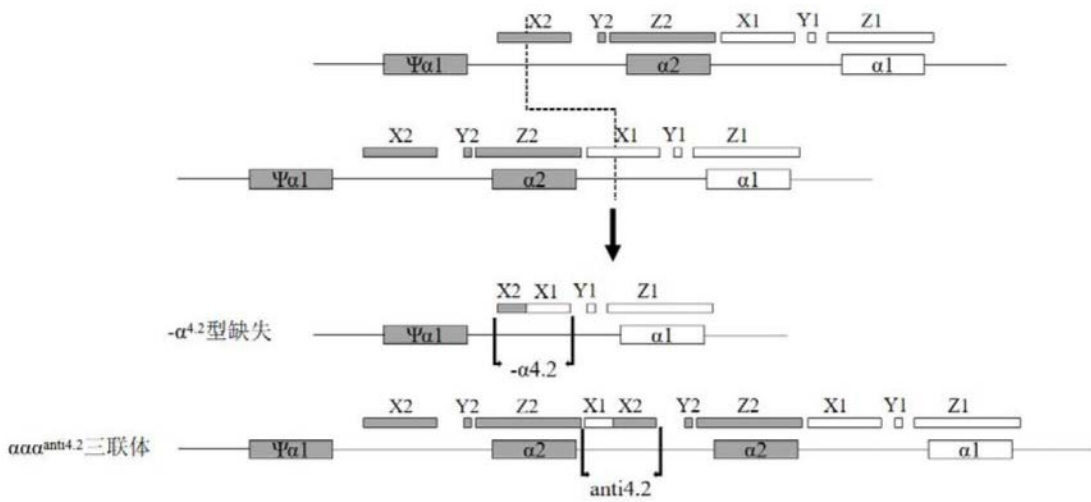 X2 Y2 Z2 X1 Y1 Z1
Ψα1 α2 α1
X2 Y2 Z2 X1 Y1 Z1
Ψα1 α2 α1
X2 X1 Y1 Z1
-α4.2型缺失 Ψα1 α1
-α4.2
X2 Y2 Z2 X1 X2 Y2 Z2 X1 Y1 Z1
αααanti4.2三联体 Ψα1 α2 α2 α1
anti4.2